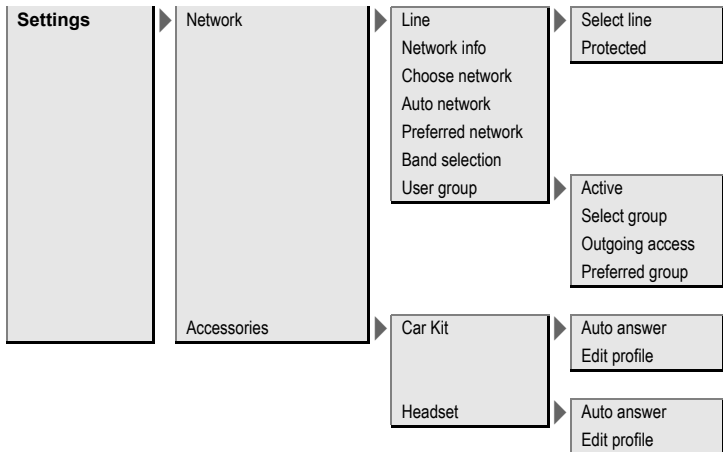 Settings
Network
Line
Select line
Protected
Network info
Choose network
Auto network
Preferred network
Band selection
User group
Active
Select group
Outgoing access
Preferred group
Accessories
Car Kit
Auto answer
Edit profile
Headset
Auto answer
Edit profile